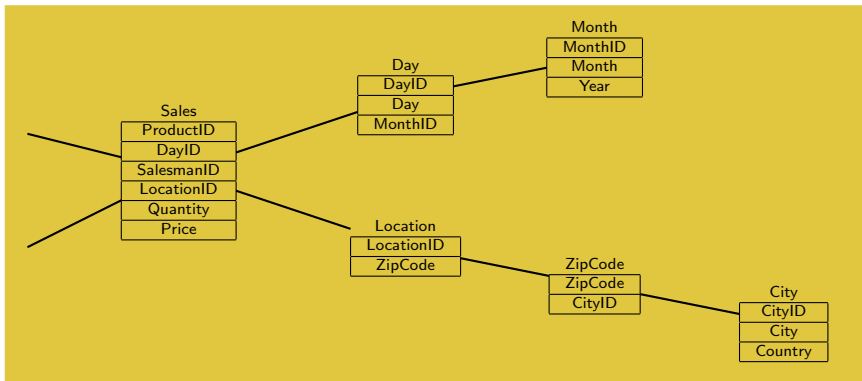 Sales
ProductID
DayID
SalesmanID
LocationID
Quantity
Price
Day
DayID
Day
MonthID
Month
MonthID
Month
Year
Location
LocationID
ZipCode
ZipCode
ZipCode
CityID
City
CityID
City
Country